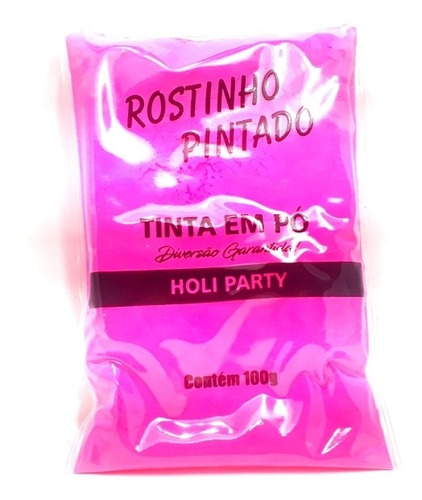 ROSTINHO
PINTADO
TINTA EM PÓ
Diversão Garantida!
HOLI PARTY
Contém 100g